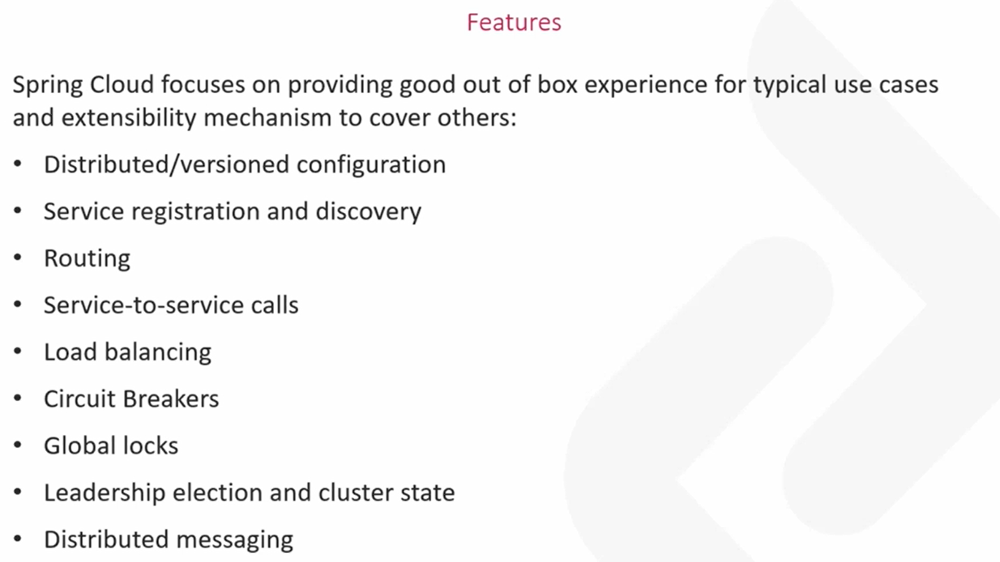 Features
Spring Cloud focuses on providing good out of box experience for typical use cases
and extensibility mechanism to cover others:
• Distributed/versioned configuration
• Service registration and discovery
• Routing
• Service-to-service calls
• Load balancing
• Circuit Breakers
• Global locks
• Leadership election and cluster state
• Distributed messaging